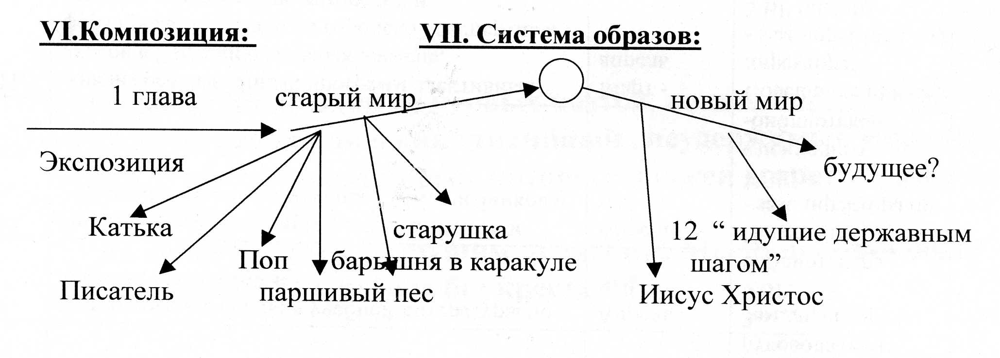 VI.Композиция:
VII. Система образов:
1 глава
старый мир
новый мир
Экспозиция
будущее?
Катька
старушка
12 “ идущие державным
шагом”
Поп
барышня в каракуле
Писатель
паршивый пес
Иисус Христос